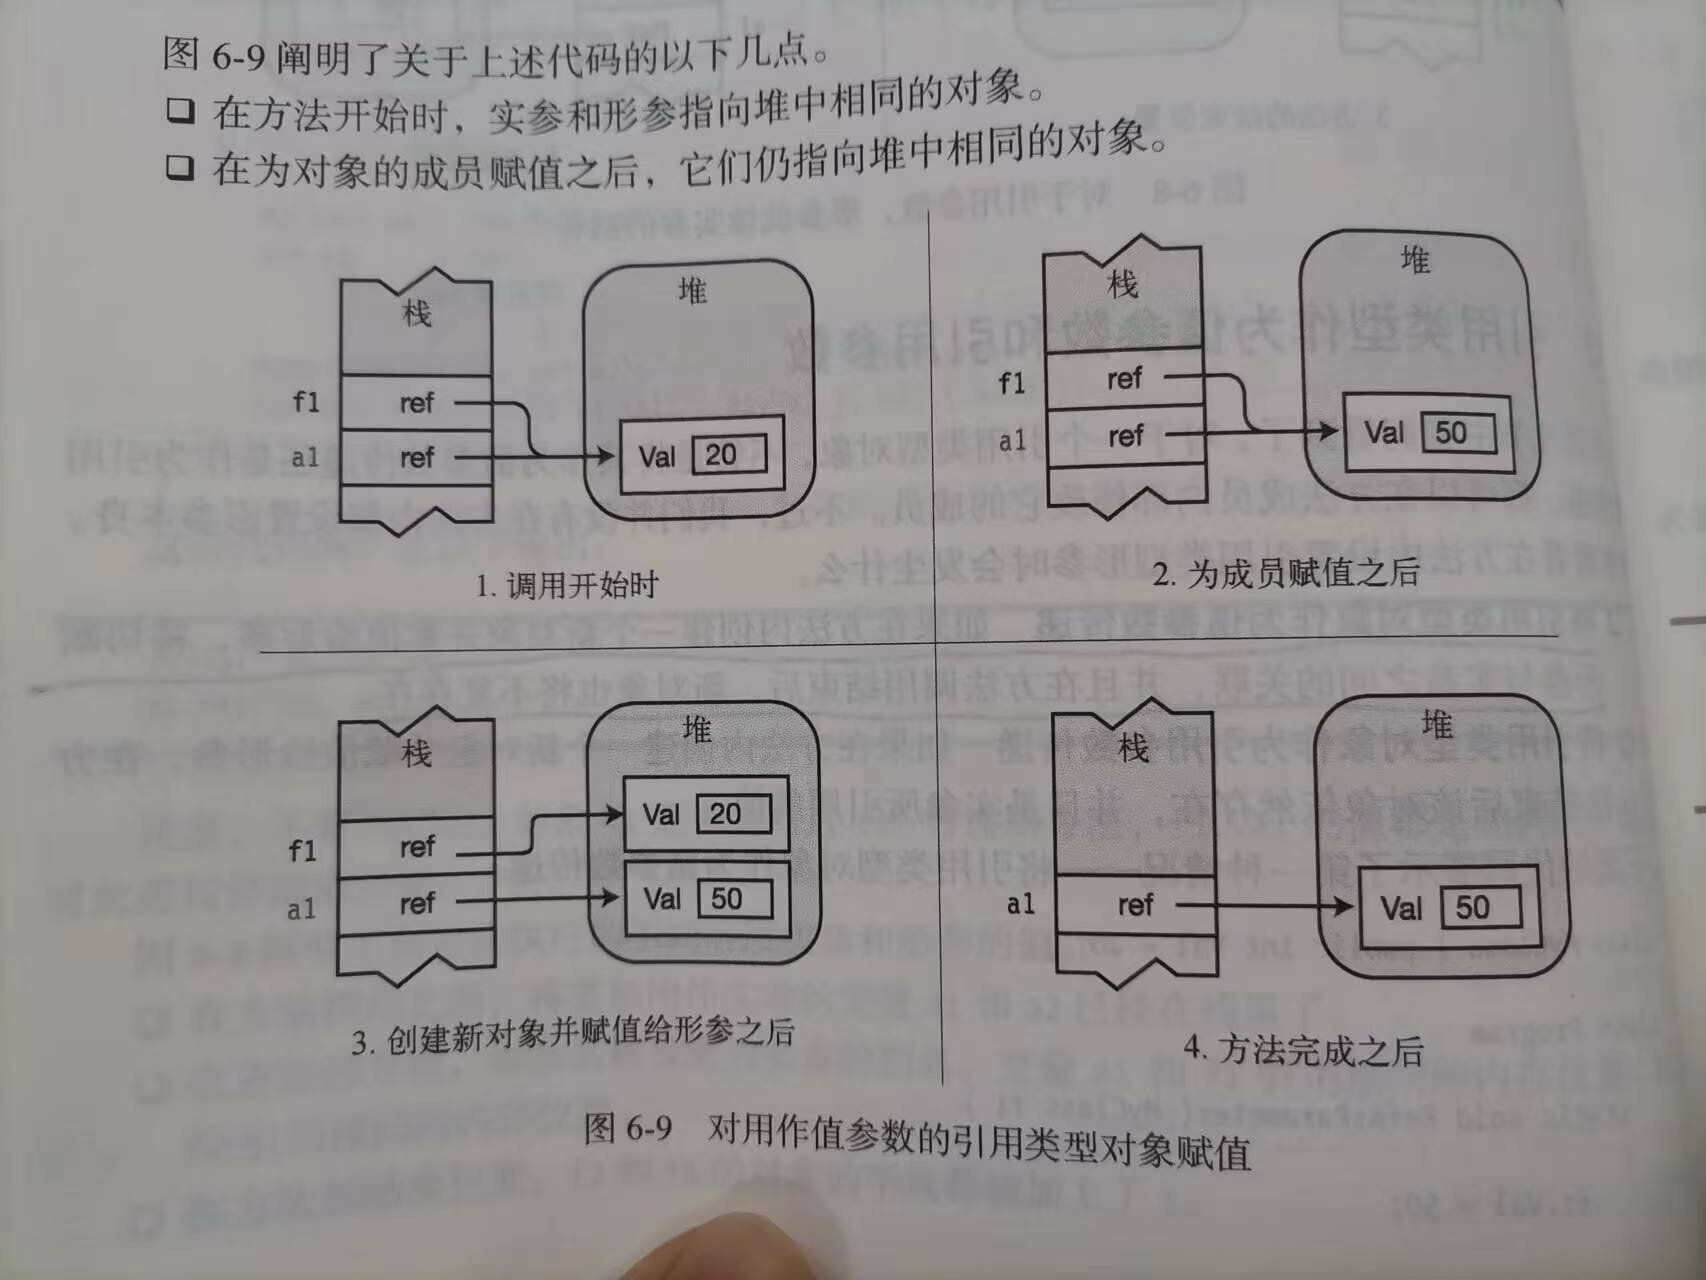 图 6-9 阐明了关于上述代码的以下几点。
❑ 在方法开始时，实参和形参指向堆中相同的对象。
❑ 在为对象的成员赋值之后，它们仍指向堆中相同的对象。
栈
堆
f1 ref
a1 ref
Val 20
1. 调用开始时
栈
堆
f1 ref
a1 ref
Val 50
2. 为成员赋值之后
栈
堆
Val 20
f1 ref
a1 ref
Val 50
3. 创建新对象并赋值给形参之后
栈
堆
a1 ref
Val 50
4. 方法完成之后
图 6-9 对用作值参数的引用类型对象赋值